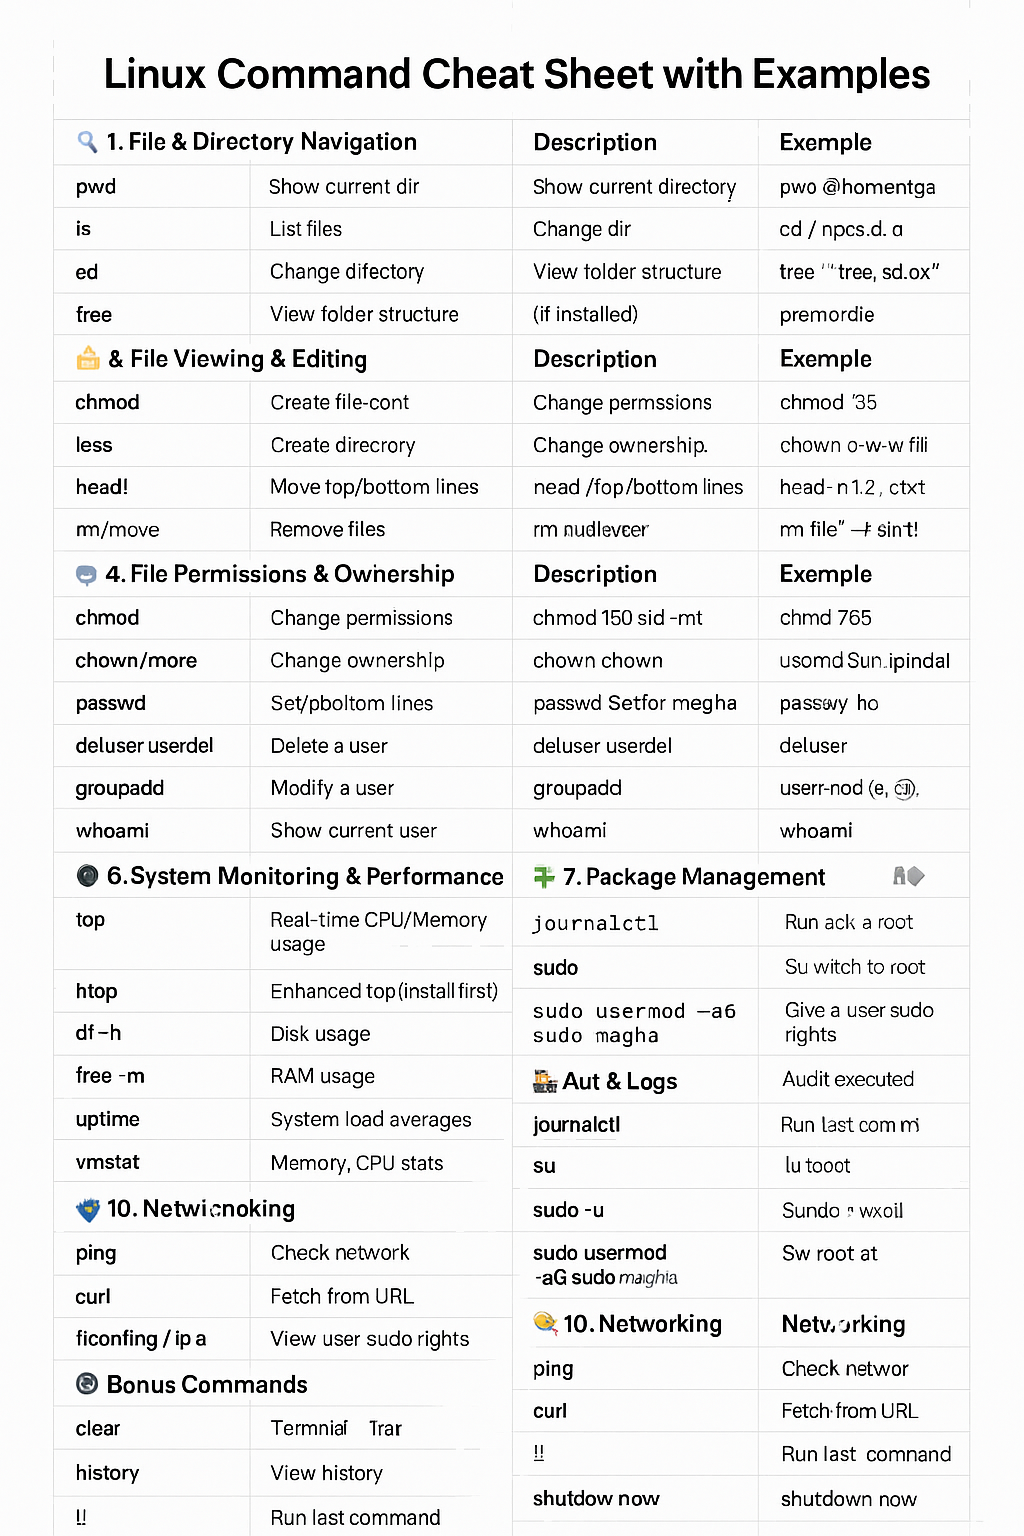 Linux Command Cheat Sheet with Examples
1. File & Directory Navigation Description Exemple
pwd Show current dir Show current directory pwo @homentga
is List files Change dir cd / npcs.d. a
ed Change difectory View folder structure tree "tree, sd.ox"
free View folder structure (if installed) premordie
& File Viewing & Editing Description Exemple
chmod Create file-cont Change permssions chmod '35
less Create direcrory Change ownership. chown o-w-w fili
head! Move top/bottom lines nead /fop/bottom lines head-n 1.2, ctxt
rm/move Remove files rm rm file"
4. File Permissions & Ownership Description Exemple
chmod Change permissions chmod 150 sid -mt chmd 765
chown/more Change ownership chown chown usomd Sun.ipindal
passwd Set/pboltom lines passwd Setfor megha ho
deluser userdel Delete a user deluser userdel deluser
groupadd Modify a user groupadd userr-nod (e,
whoami Show current user whoami whoami
6. System Monitoring & Performance
top Real-time CPU/Memory
usage
htop Enhanced top (install first)
df -h Disk usage
free -m RAM usage
uptime System load averages
vmstat Memory, CPU stats
10. Netwicnoking
ping Check network
curl Fetch from URL
ficonfing / ip a View user sudo rights
Bonus Commands
clear Termnial Trar
history View history
!! Run last command
7. Package Management
journalctl Run ack a root
sudo Su witch to root
sudo usermod -a6 Give a user sudo
sudo magha rights
Aut & Logs Audit executed
journalctl Run last com mi
su lu tooot
sudo -u Sundo wxoil
sudo usermod Sw root at
-aG sudo maghia
10. Networking Networking
ping Check networ
curl Fetch from URL
!! Run last comnand
shutdow now shutdown now